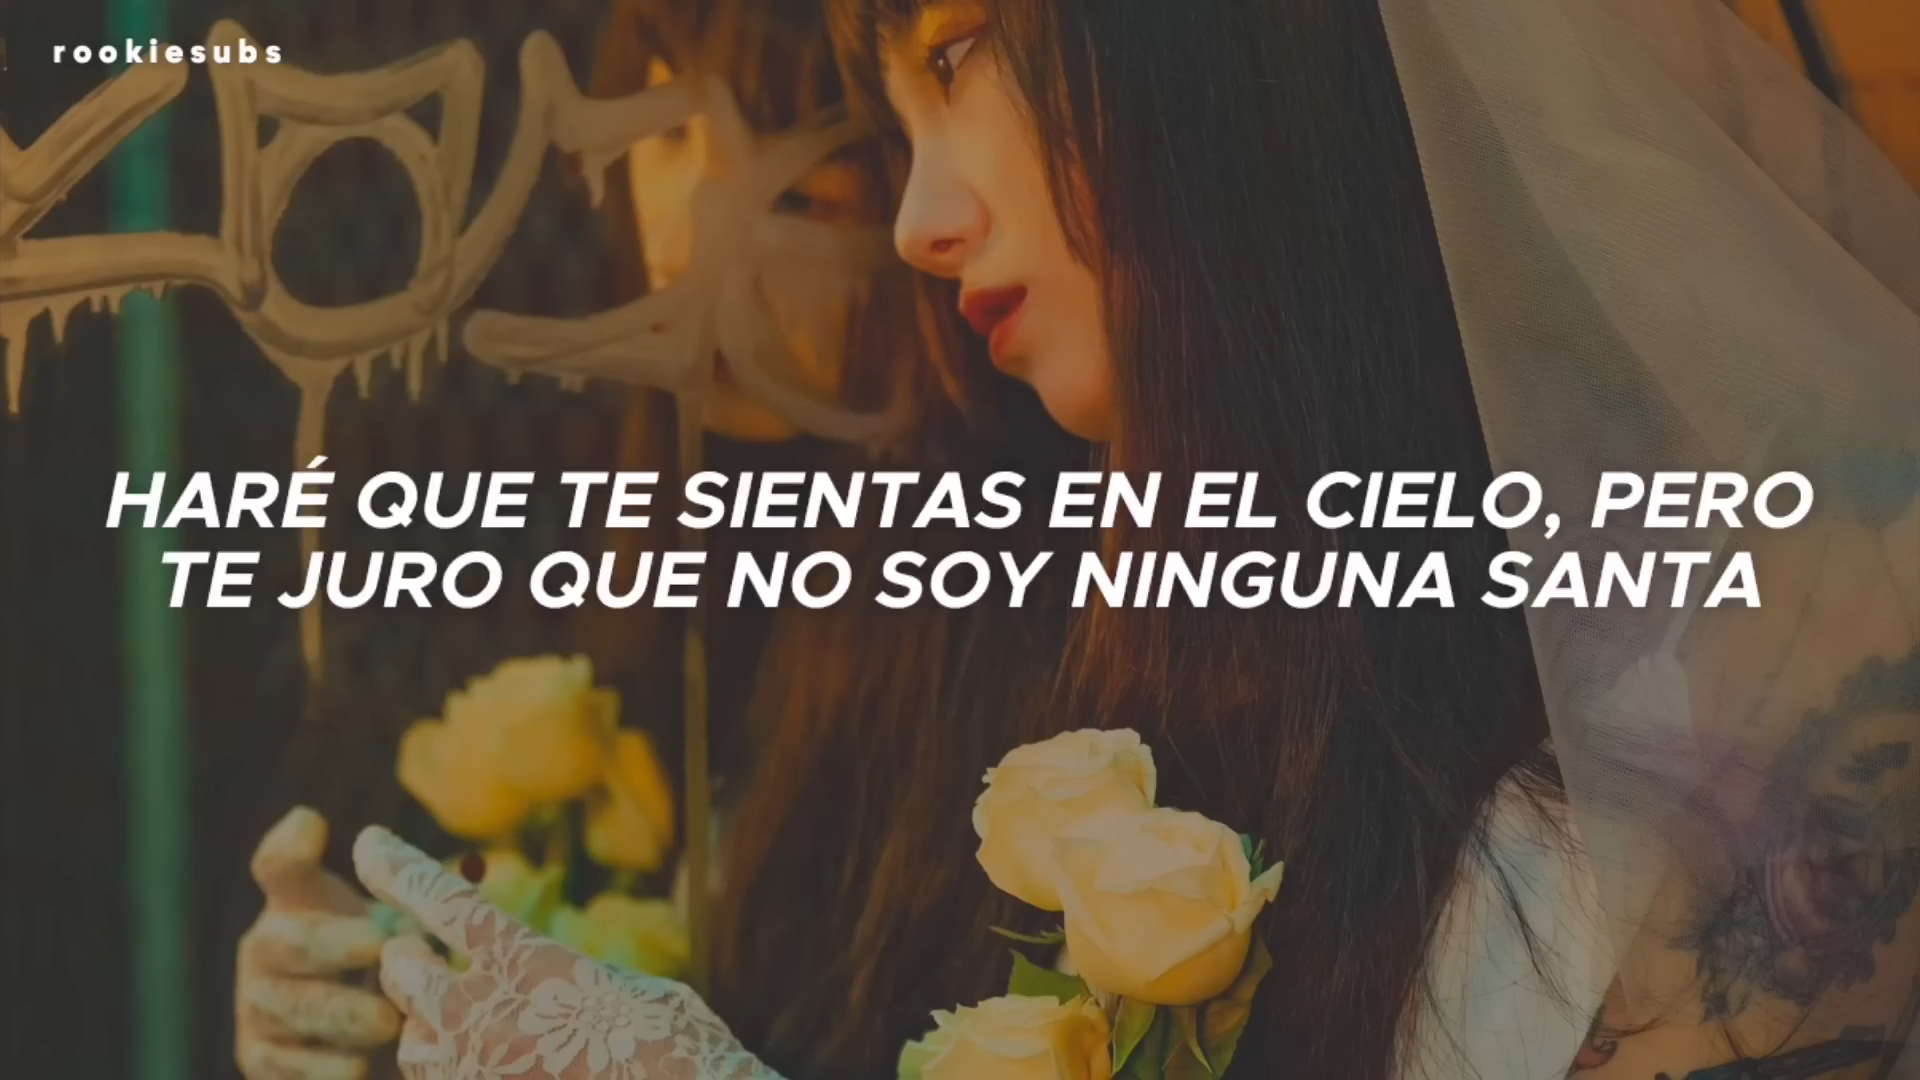 rookiesubs
HARÉ QUE TE SIENTAS EN EL CIELO, PERO
TE JURO QUE NO SOY NINGUNA SANTA